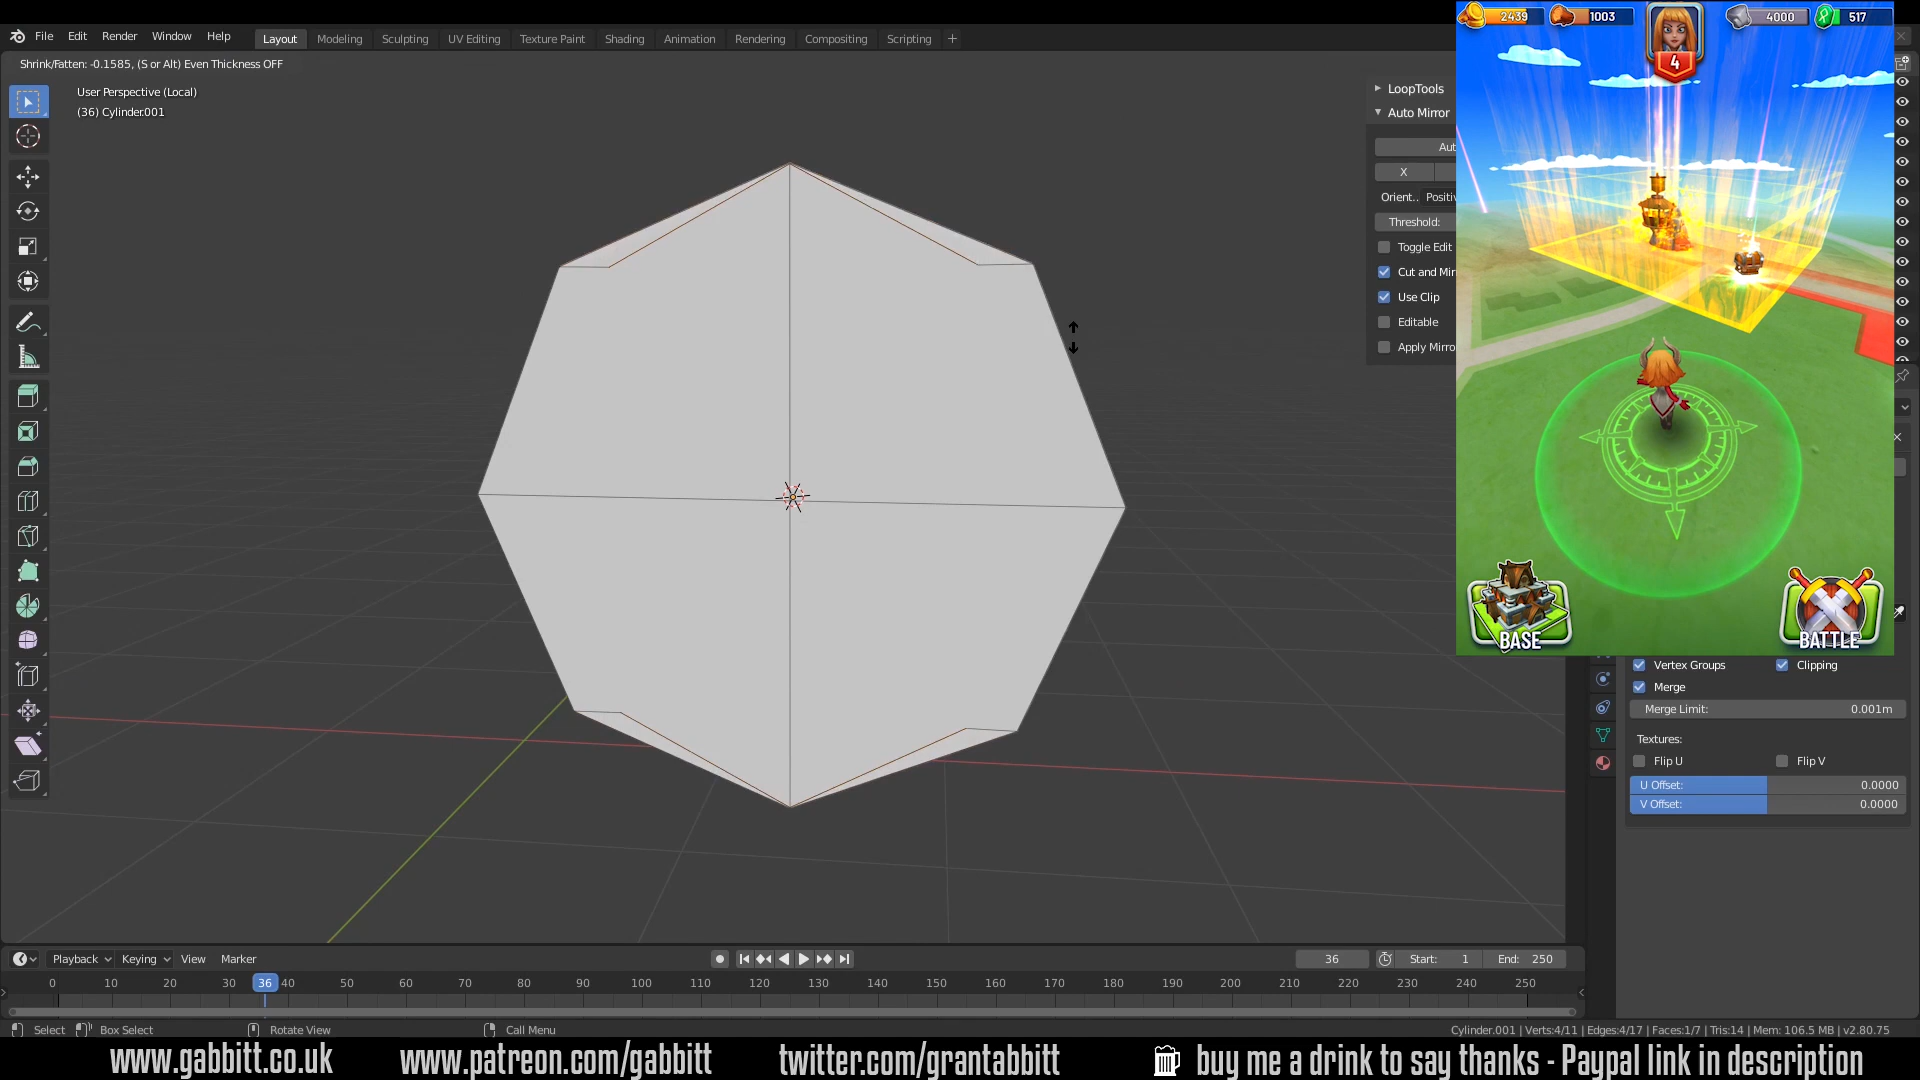 File Edit Render Window Help Layout Modeling Sculpting UV Editing Texture Paint Shading Animation Rendering Compositing Scripting +
Shrink/Fatten: -0.1585, (S or Alt) Even Thickness OFF
User Perspective (Local)
(36) Cylinder.001
LoopTools
Auto Mirror
Aut
X
Orient.. Positiv
Threshold:
Toggle Edit
Cut and Mir
Use Clip
Editable
Apply Mirro
2439 1003 4000 517
4
BASE BATTLE
Vertex Groups Clipping
Merge
Merge Limit: 0.001m
Textures:
Flip U Flip V
U Offset: 0.0000
V Offset: 0.0000
Playback Keying View Marker 36 Start: 1 End: 250
0 10 20 36 40 50 60 70 80 90 100 110 120 130 140 150 160 170 180 190 200 210 220 230 240 250
Select Box Select Rotate View Call Menu Cylinder.001 | Verts:4/11 | Edges:4/17 | Faces:1/7 | Tris:14 | Mem: 106.5 MB | v2.80.75
www.gabbitt.co.uk www.patreon.com/gabbitt twitter.com/grantabbitt buy me a drink to say thanks - Paypal link in description